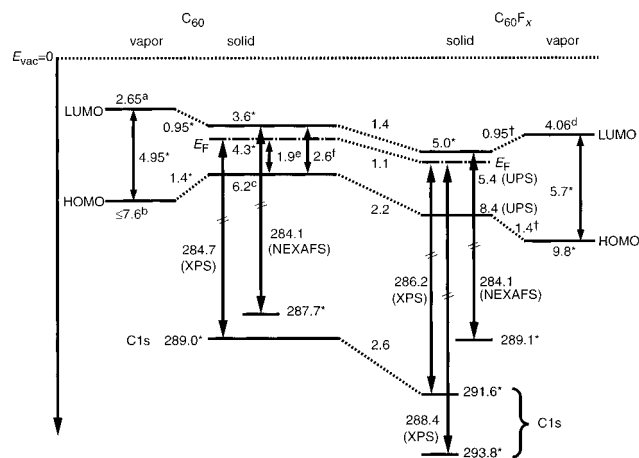 C60 C60Fx
vapor solid solid vapor
Evac=0
LUMO 2.65a 3.6* 1.4 5.0* 0.95† 4.06d LUMO
0.95* EF 4.3* 1.9e 2.6f 1.1 EF
4.95* 5.4 (UPS) 5.7*
1.4* 6.2c 2.2 8.4 (UPS)
HOMO ≤7.6b 1.4† 9.8* HOMO
284.7 (XPS) 284.1 (NEXAFS) 286.2 (XPS) 284.1 (NEXAFS)
287.7*
C1s 289.0* 2.6 289.1*
291.6*
288.4 (XPS) C1s
293.8*